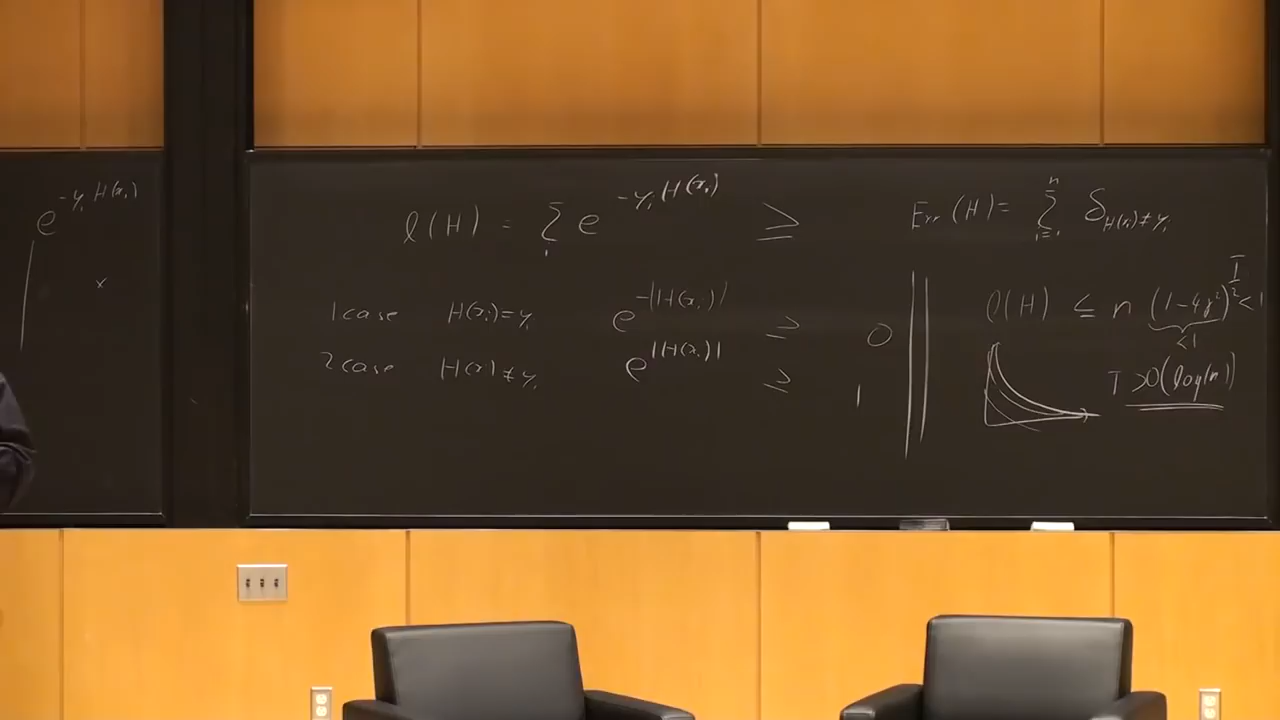 e^{-y_i H(x_i)}
x
ℓ(H) = Σ_i e^{-y_i H(x_i)} ≥ Err(H) = Σ_{i=1}^{n} δ_{H(x_i)≠y_i}
1 case H(x_i)=y_i e^{-|H(x_i)|} ≥ 0
2 case H(x_i)≠y_i e^{|H(x_i)|} ≥ 1
ℓ(H) ≤ n (1-4γ²)^{T/2} < 1
<1
T >O(log(n))